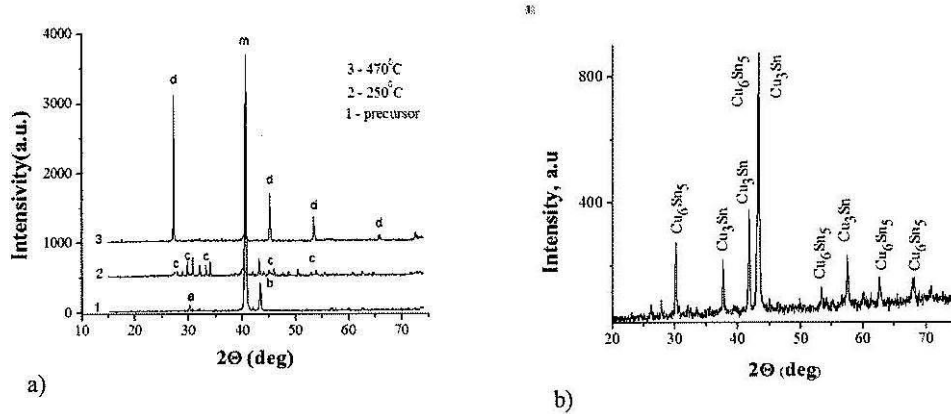 4000
3000
2000
1000
0
Intensivity(a.u.)
m
d
3 - 470°C
2 - 250°C
1 - precursor
d
d
d
3
c
c
c
c
c
2
a
b
1
10
20
30
40
50
60
70
2Θ (deg)
a)
800
400
Intensity, a.u
Cu6Sn5
Cu3Sn
Cu6Sn5
Cu3Sn
Cu3Sn
Cu6Sn5
Cu3Sn
Cu6Sn5
Cu6Sn5
20
30
40
50
60
70
2Θ (deg)
b)